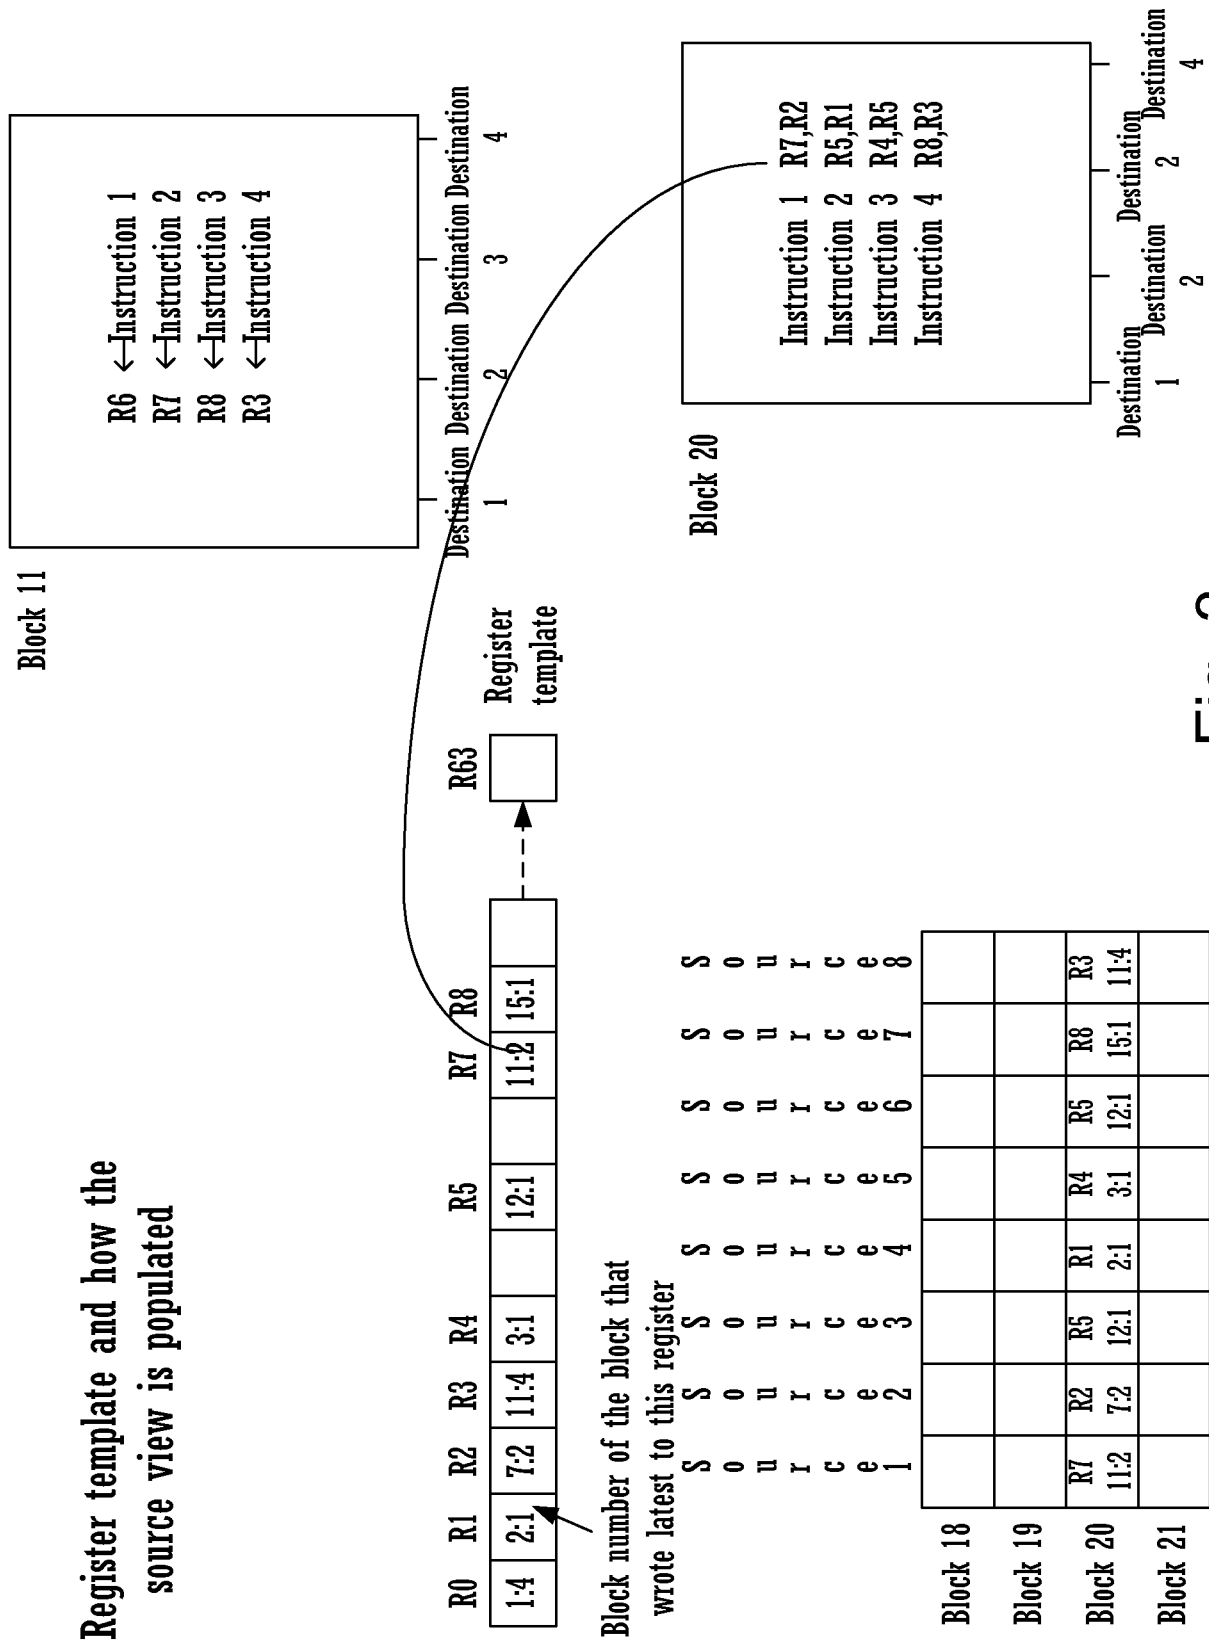 Register template and how the
source view is populated
Block 11
R6 ←Instruction 1
R7 ←Instruction 2
R8 ←Instruction 3
R3 ←Instruction 4
Destination Destination Destination Destination
1 2 3 4
R0 R1 R2 R3 R4 R5 R7 R8 R63
1:4 2:1 7:2 11:4 3:1 12:1 11:2 15:1
Register
template
Block number of the block that
wrote latest to this register
Block 20
Instruction 1 R7,R2
Instruction 2 R5,R1
Instruction 3 R4,R5
Instruction 4 R8,R3
Destination Destination Destination Destination
1 2 2 4
Source 1
Source 2
Source 3
Source 4
Source 5
Source 6
Source 7
Source 8
Block 18
Block 19
Block 20
R7 R2 R5 R1 R4 R5 R8 R3
11:2 7:2 12:1 2:1 3:1 12:1 15:1 11:4
Block 21